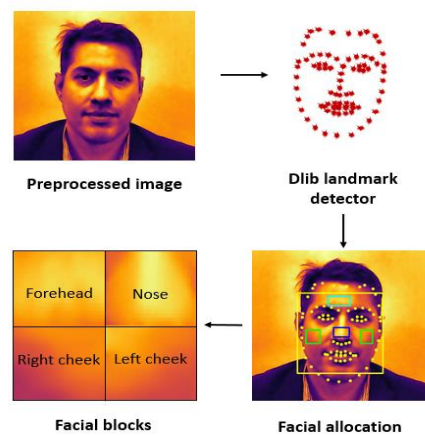 Preprocessed image
Dlib landmark
detector
Forehead
Nose
Right cheek
Left cheek
Facial blocks
Facial allocation